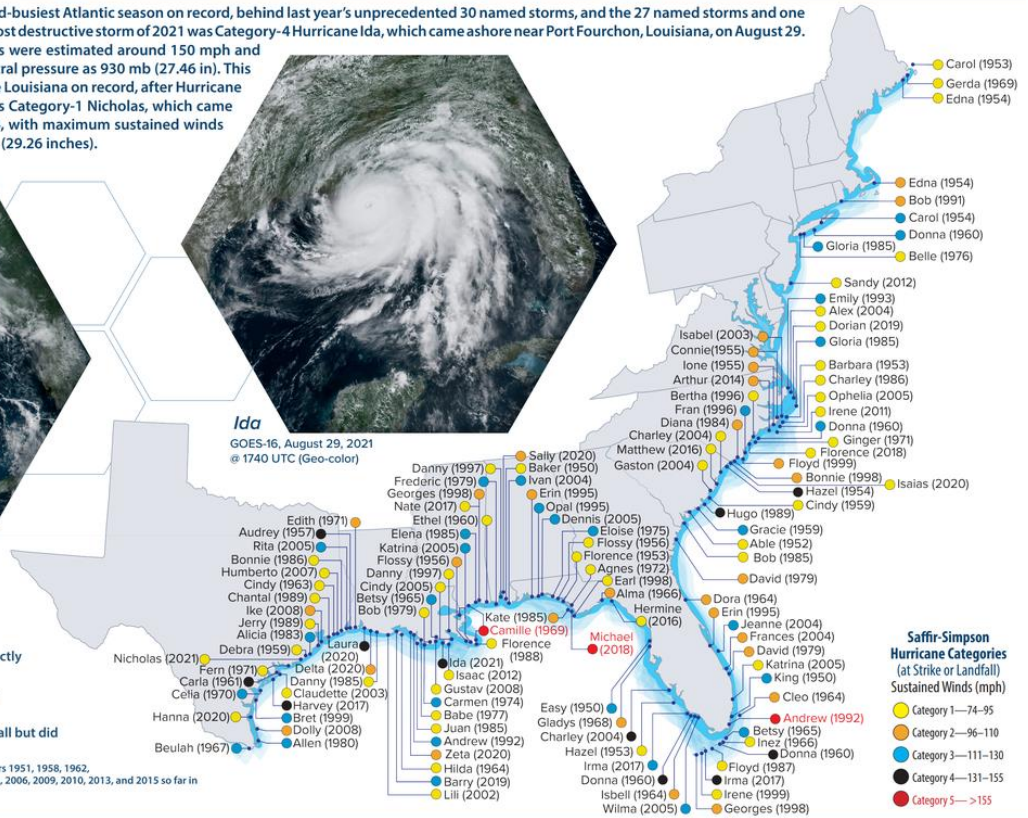 d-busiest Atlantic season on record, behind last year's unprecedented 30 named storms, and the 27 named storms and one
ost destructive storm of 2021 was Category-4 Hurricane Ida, which came ashore near Port Fourchon, Louisiana, on August 29.
s were estimated around 150 mph and
tral pressure as 930 mb (27.46 in). This
e Louisiana on record, after Hurricane
s Category-1 Nicholas, which came
, with maximum sustained winds
(29.26 inches).
Ida
GOES-16, August 29, 2021
@ 1740 UTC (Geo-color)
Carol (1953)
Gerda (1969)
Edna (1954)
Edna (1954)
Bob (1991)
Carol (1954)
Donna (1960)
Gloria (1985)
Belle (1976)
Sandy (2012)
Emily (1993)
Alex (2004)
Dorian (2019)
Gloria (1985)
Barbara (1953)
Charley (1986)
Ophelia (2005)
Irene (2011)
Donna (1960)
Ginger (1971)
Florence (2018)
Floyd (1999)
Bonnie (1998)
Isaias (2020)
Hazel (1954)
Cindy (1959)
Isabel (2003)
Connie(1955)
Ione (1955)
Arthur (2014)
Bertha (1996)
Fran (1996)
Diana (1984)
Charley (2004)
Matthew (2016)
Gaston (2004)
Hugo (1989)
Gracie (1959)
Able (1952)
Bob (1985)
David (1979)
Dora (1964)
Erin (1995)
Jeanne (2004)
Frances (2004)
David (1979)
Katrina (2005)
King (1950)
Cleo (1964)
Andrew (1992)
Betsy (1965)
Inez (1966)
Donna (1960)
Floyd (1987)
Irma (2017)
Irene (1999)
Georges (1998)
Easy (1950)
Gladys (1968)
Charley (2004)
Hazel (1953)
Irma (2017)
Donna (1960)
Isbell (1964)
Wilma (2005)
Sally (2020)
Baker (1950)
Ivan (2004)
Erin (1995)
Opal (1995)
Dennis (2005)
Eloise (1975)
Flossy (1956)
Florence (1953)
Agnes (1972)
Earl (1998)
Alma (1966)
Hermine
(2016)
Michael
(2018)
Kate (1985)
Camille (1969)
Florence
(1988)
Danny (1997)
Frederic (1979)
Georges (1998)
Nate (2017)
Ethel (1960)
Elena (1985)
Katrina (2005)
Flossy (1956)
Danny (1997)
Cindy (2005)
Betsy (1965)
Bob (1979)
Ida (2021)
Isaac (2012)
Gustav (2008)
Carmen (1974)
Babe (1977)
Juan (1985)
Andrew (1992)
Zeta (2020)
Hilda (1964)
Barry (2019)
Lili (2002)
Edith (1971)
Audrey (1957)
Rita (2005)
Bonnie (1986)
Humberto (2007)
Cindy (1963)
Chantal (1989)
Ike (2008)
Jerry (1989)
Alicia (1983)
Debra (1959)
Laura
(2020)
Delta (2020)
Danny (1985)
Nicholas (2021)
Fern (1971)
Carla (1961)
Celia (1970)
Hanna (2020)
Beulah (1967)
Claudette (2003)
Harvey (2017)
Bret (1999)
Dolly (2008)
Allen (1980)
ctly
all but did
rs 1951, 1958, 1962,
, 2006, 2009, 2010, 2013, and 2015 so far in
Saffir-Simpson
Hurricane Categories
(at Strike or Landfall)
Sustained Winds (mph)
Category 1—74-95
Category 2—96-110
Category 3—111-130
Category 4—131-155
Category 5— >155